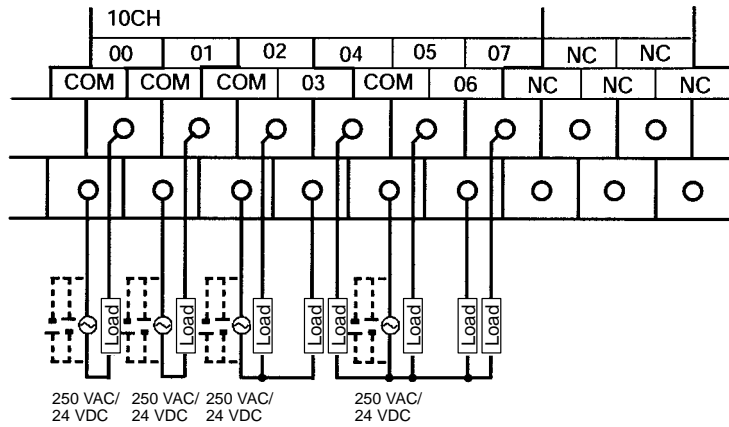 10CH
00 01 02 04 05 07 NC NC
COM COM COM 03 COM 06 NC NC NC
Load Load Load Load Load Load Load Load
250 VAC/ 250 VAC/ 250 VAC/ 250 VAC/
24 VDC 24 VDC 24 VDC 24 VDC